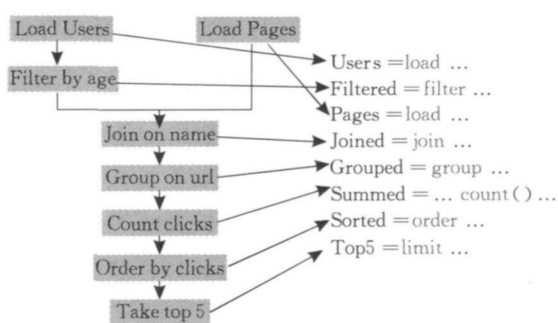 Load Users
Load Pages
Users = load …
Filter by age
Filtered = filter …
Pages = load …
Join on name
Joined = join …
Group on url
Grouped = group …
Summed = … count() …
Count clicks
Sorted = order …
Order by clicks
Top5 = limit …
Take top 5